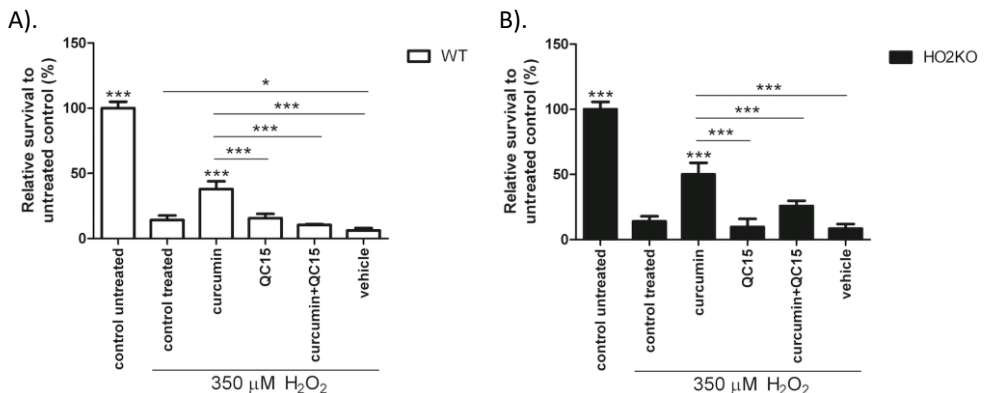 A).
150
100
50
0
Relative survival to
untreated control (%)
WT
***
*
***
***
***
***
control untreated
control treated
curcumin
QC15
curcumin+QC15
vehicle
350 μM H₂O₂
B).
150
100
50
0
Relative survival to
untreated control (%)
HO2KO
***
***
***
***
***
control untreated
control treated
curcumin
QC15
curcumin+QC15
vehicle
350 μM H₂O₂